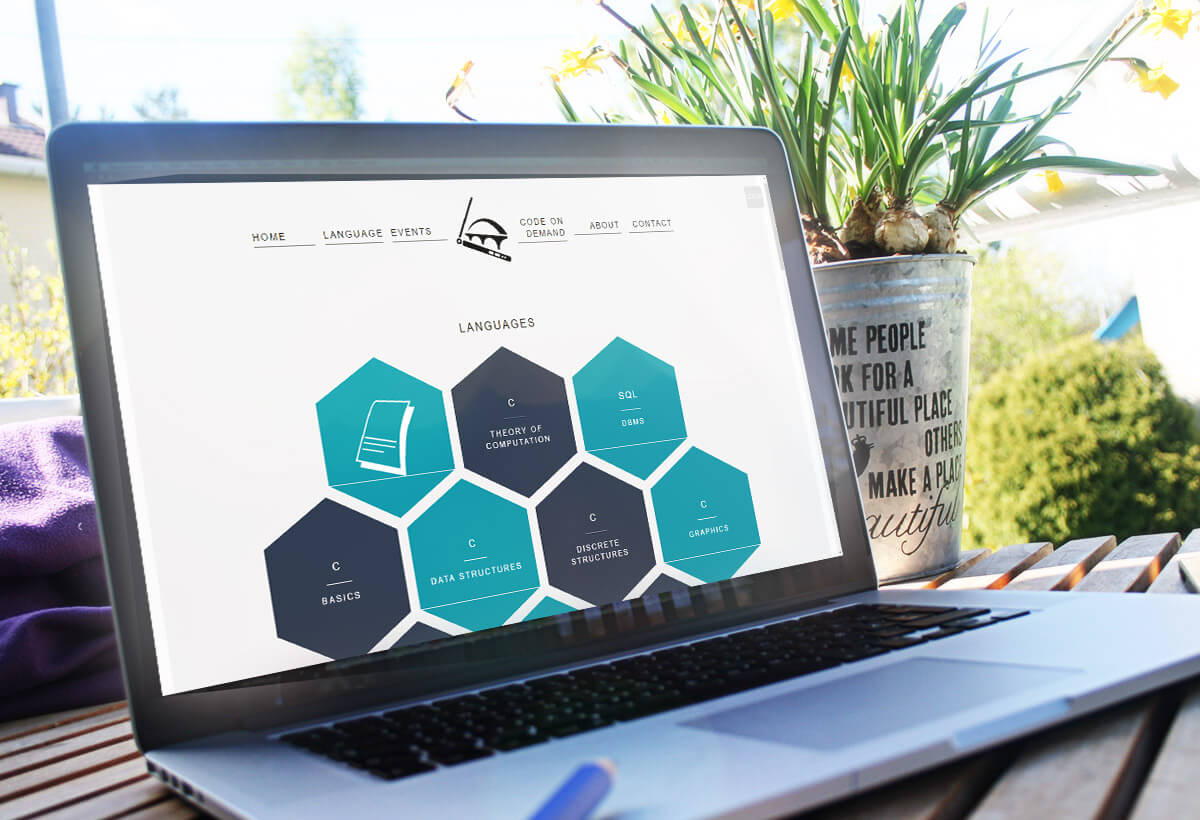 HOME
LANGUAGE
EVENTS
CODE ON
DEMAND
ABOUT
CONTACT
LANGUAGES
C
THEORY OF
COMPUTATION
SQL
DBMS
C
BASICS
C
DATA STRUCTURES
C
DISCRETE
STRUCTURES
C
GRAPHICS
ME PEOPLE
K FOR A
UTIFUL PLACE
OTHERS
MAKE A PLAC
autiful